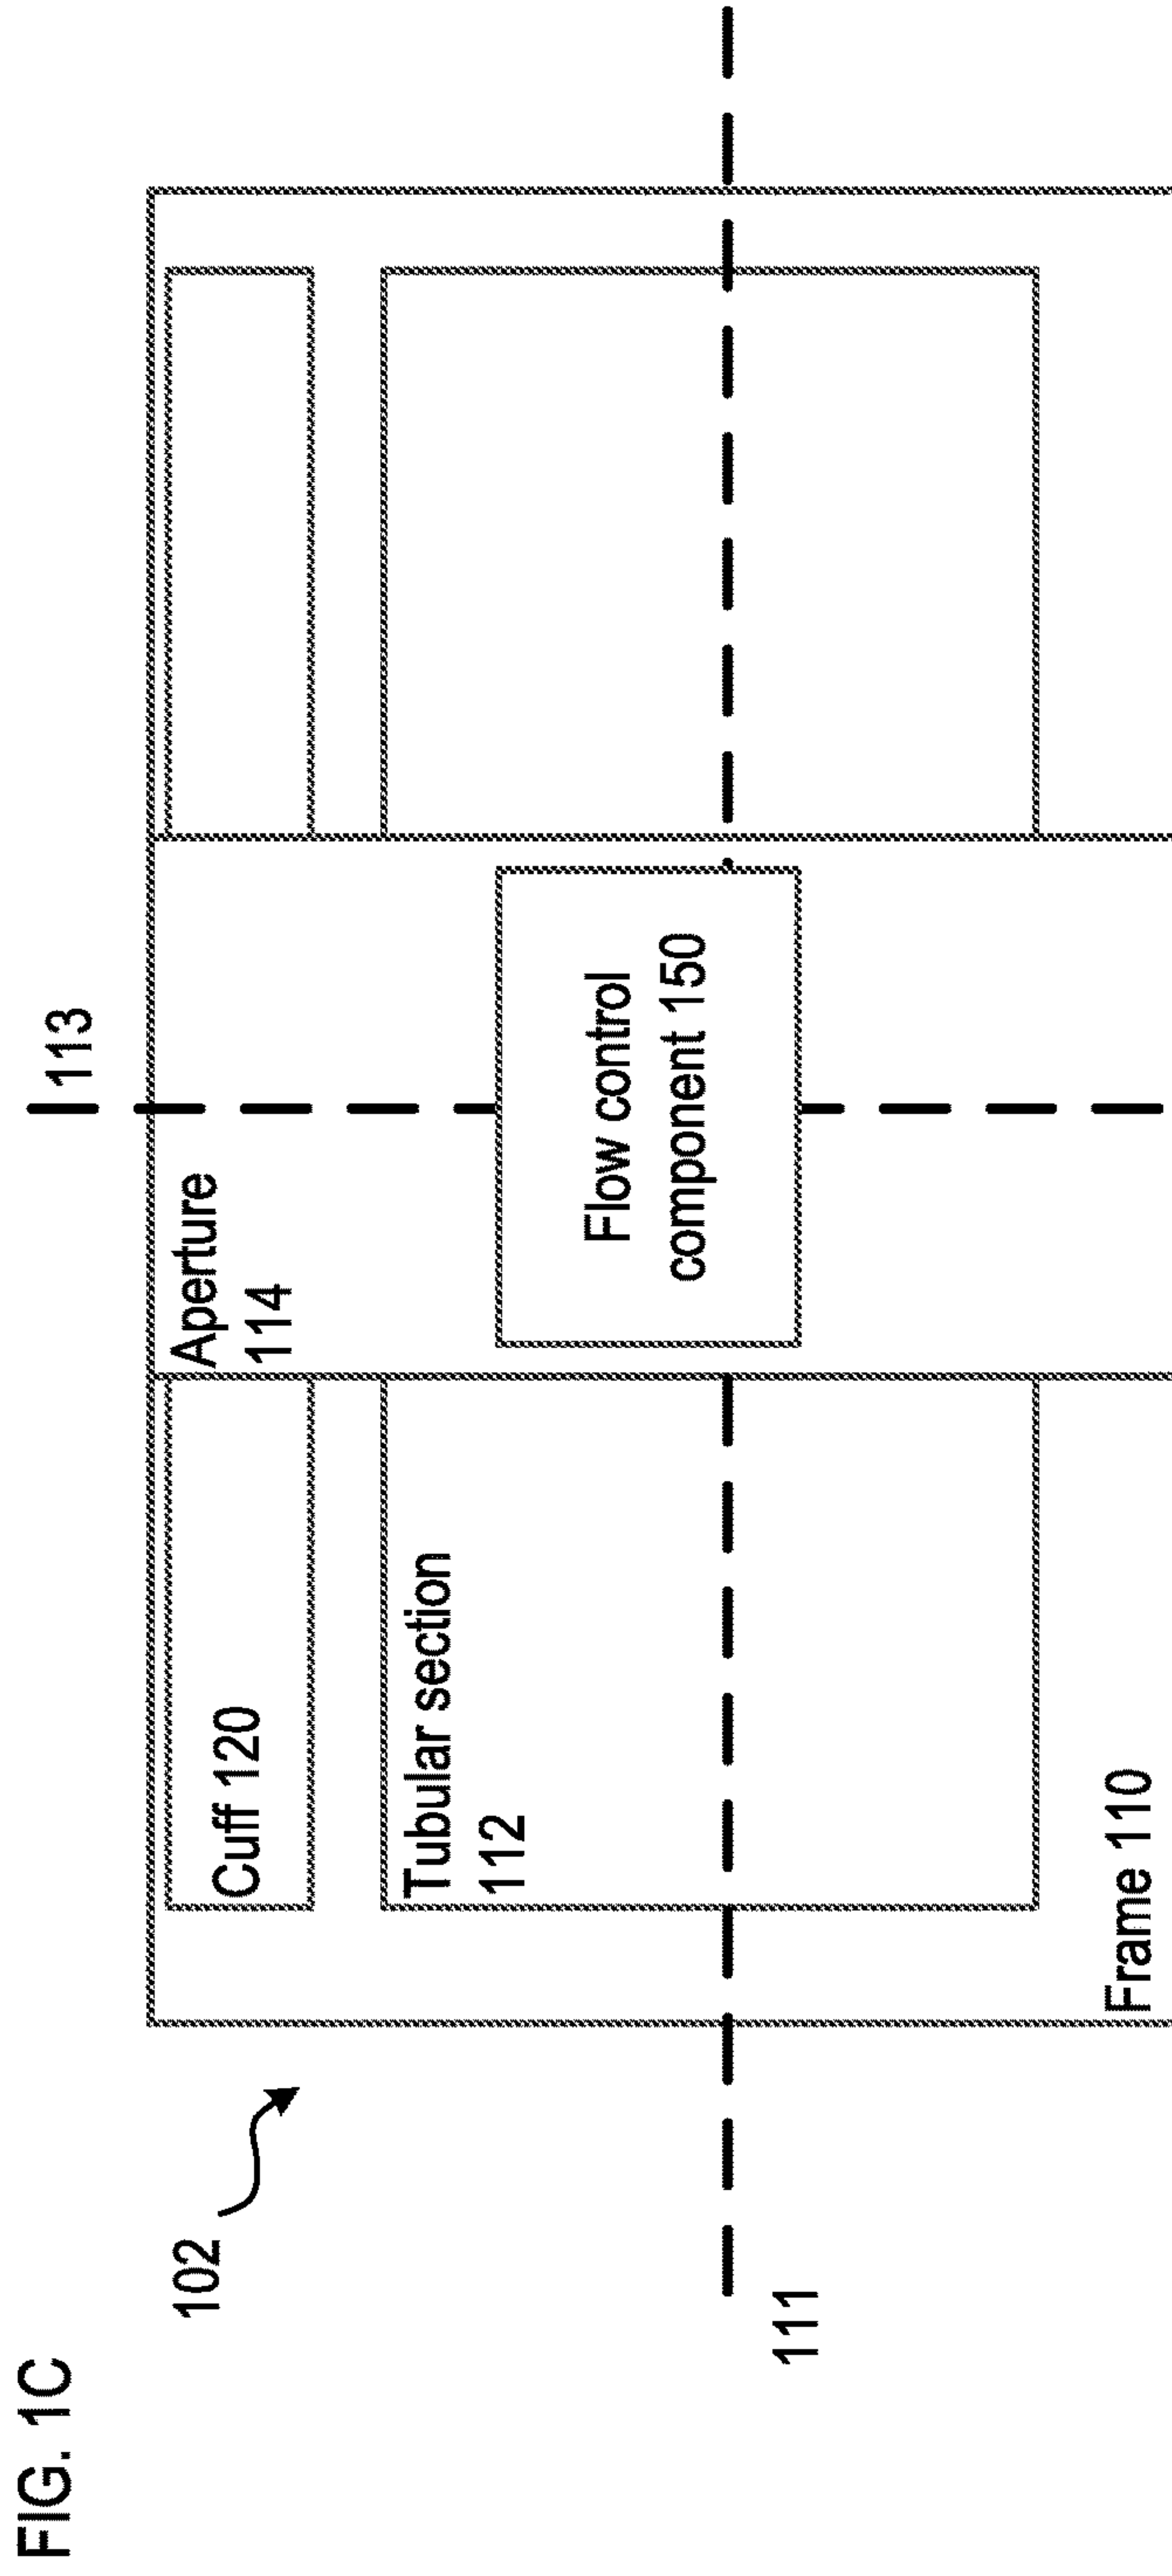 FIG. 1C
102
113
Aperture
114
Cuff 120
Tubular section
112
Flow control
component 150
111
Frame 110